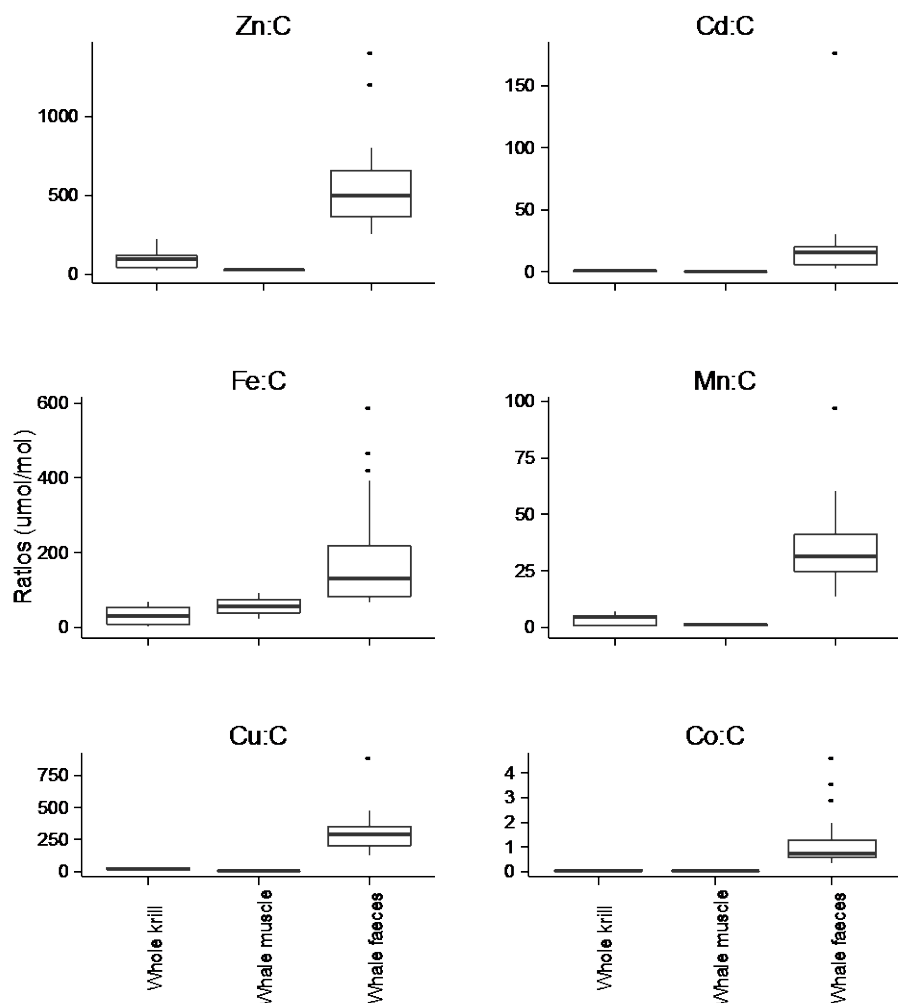 Zn:C
1000
500
0
Cd:C
150
100
50
0
Fe:C
600
400
200
0
Ratios (umol/mol)
Mn:C
100
75
50
25
0
Cu:C
750
500
250
0
Whole krill
Whale muscle
Whale faeces
Co:C
4
3
2
1
0
Whole krill
Whale muscle
Whale faeces